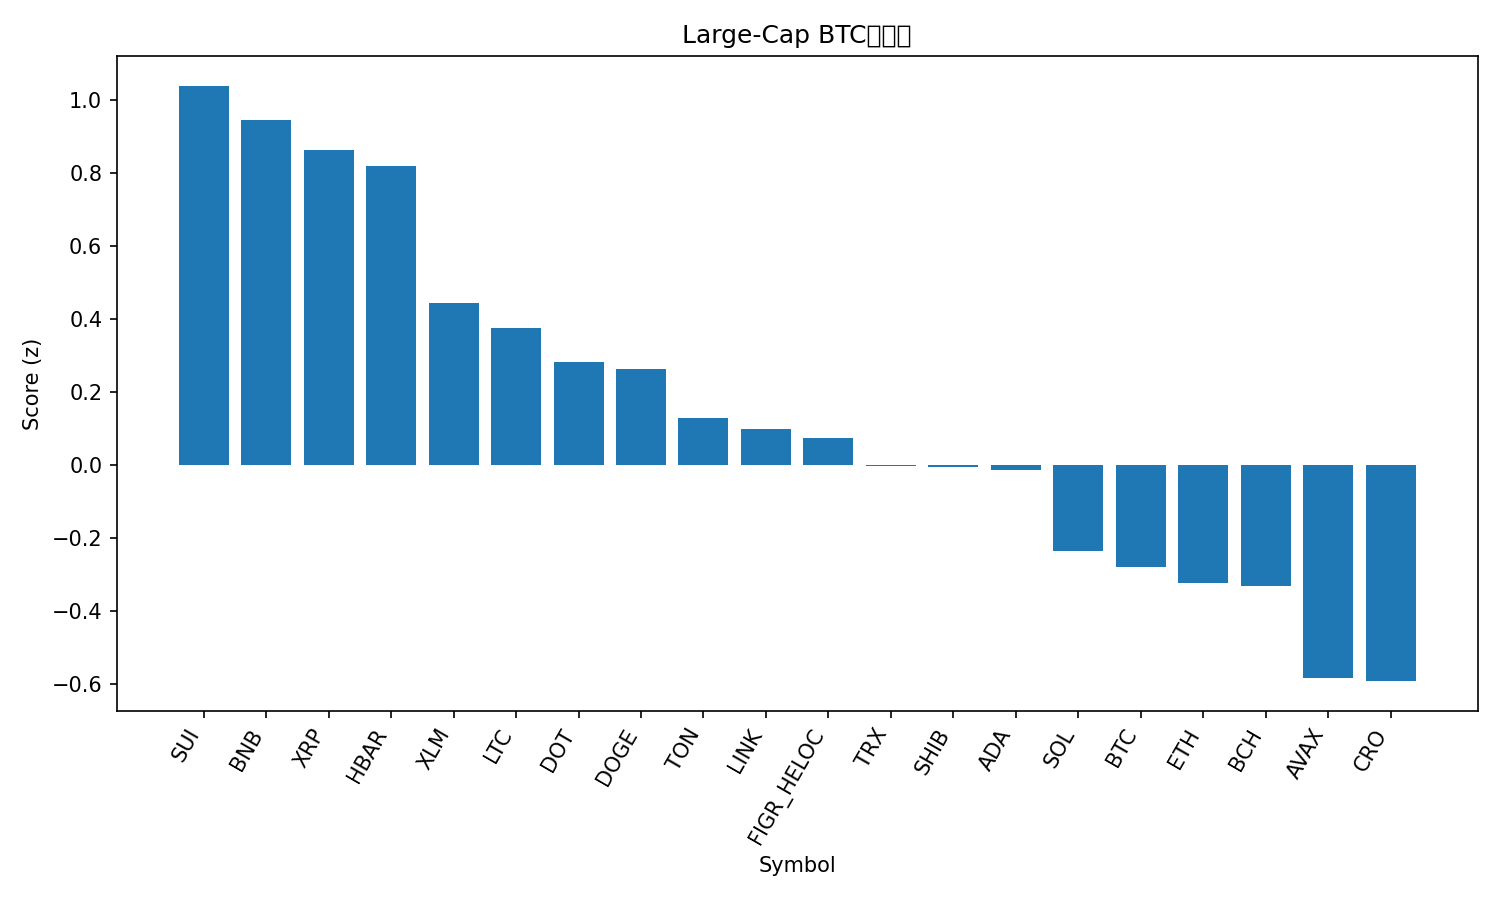 Large-Cap BTC
Score (z)
1.0
0.8
0.6
0.4
0.2
0.0
−0.2
−0.4
−0.6
SUI
BNB
XRP
HBAR
XLM
LTC
DOT
DOGE
TON
LINK
FIGR_HELOC
TRX
SHIB
ADA
SOL
BTC
ETH
BCH
AVAX
CRO
Symbol